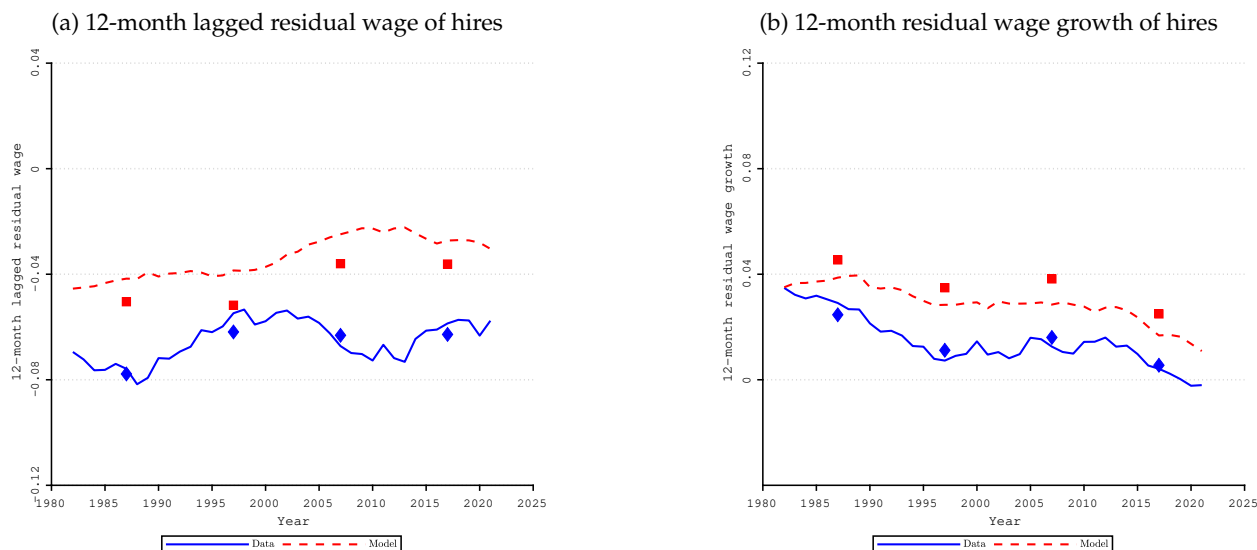 (a) 12-month lagged residual wage of hires
12-month lagged residual wage
0.04
0
−0.04
−0.08
−0.12
1980 1985 1990 1995 2000 2005 2010 2015 2020 2025
Year
Data Model
(b) 12-month residual wage growth of hires
12-month residual wage growth
0.12
0.08
0.04
0
1980 1985 1990 1995 2000 2005 2010 2015 2020 2025
Year
Data Model